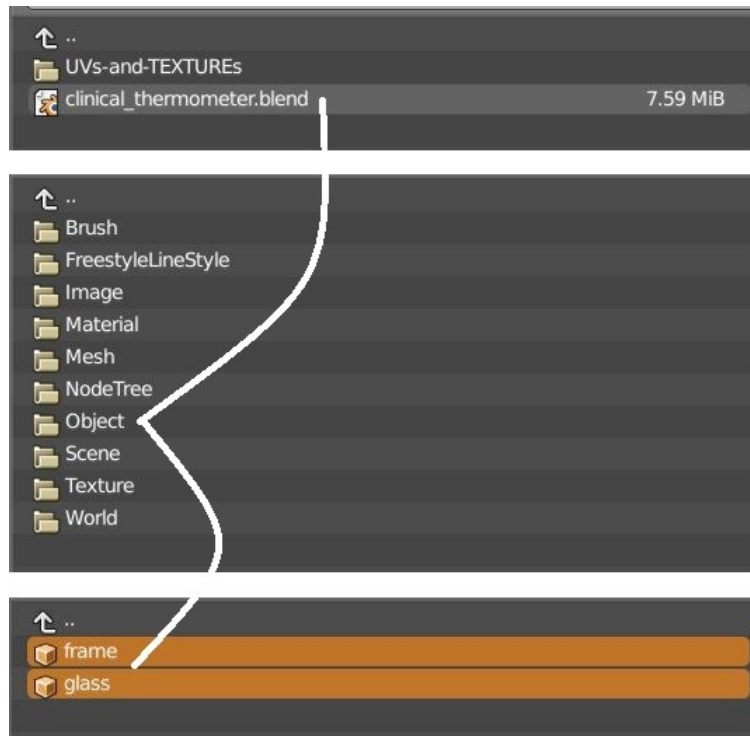 ..
UVs-and-TEXTUREs
clinical_thermometer.blend 7.59 MiB
..
Brush
FreestyleLineStyle
Image
Material
Mesh
NodeTree
Object
Scene
Texture
World
..
frame
glass